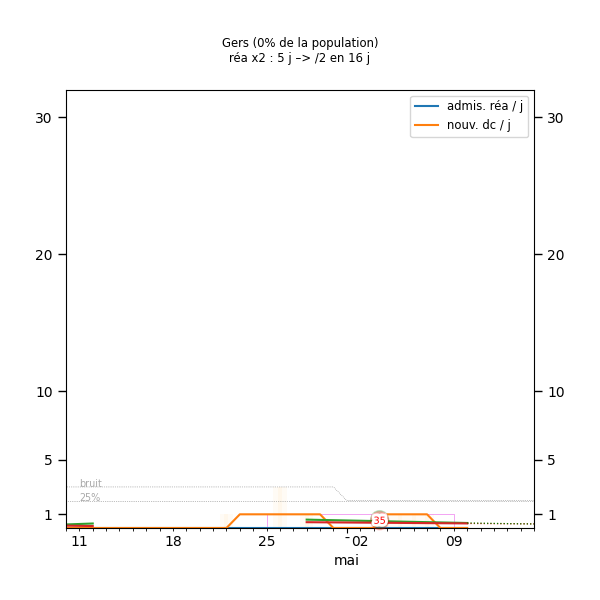 Gers (0% de la population)
réa x2 : 5 j –> /2 en 16 j
admis. réa / j
nouv. dc / j
30
30
20
20
10
10
5
5
bruit
25%
1
1
35
11
18
25
02
09
mai